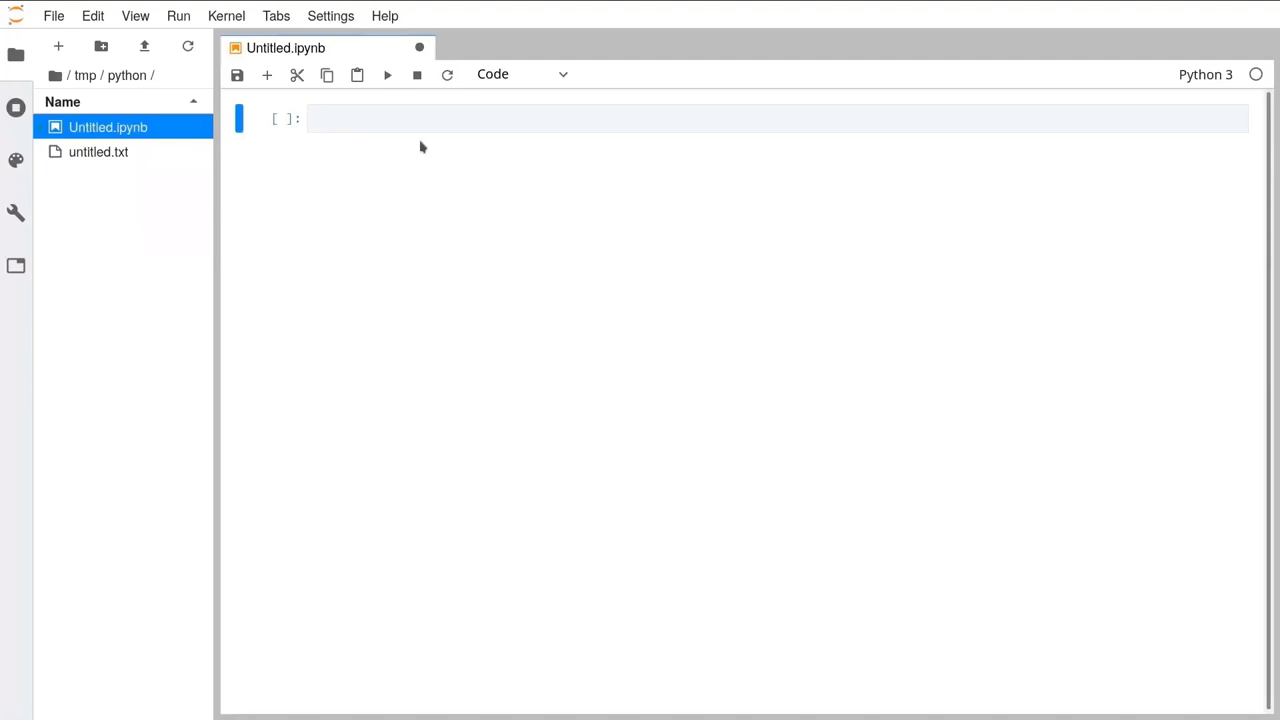 File Edit View Run Kernel Tabs Settings Help
Untitled.ipynb
Code
Python 3
/ tmp / python /
Name
Untitled.ipynb
untitled.txt
[ ]: